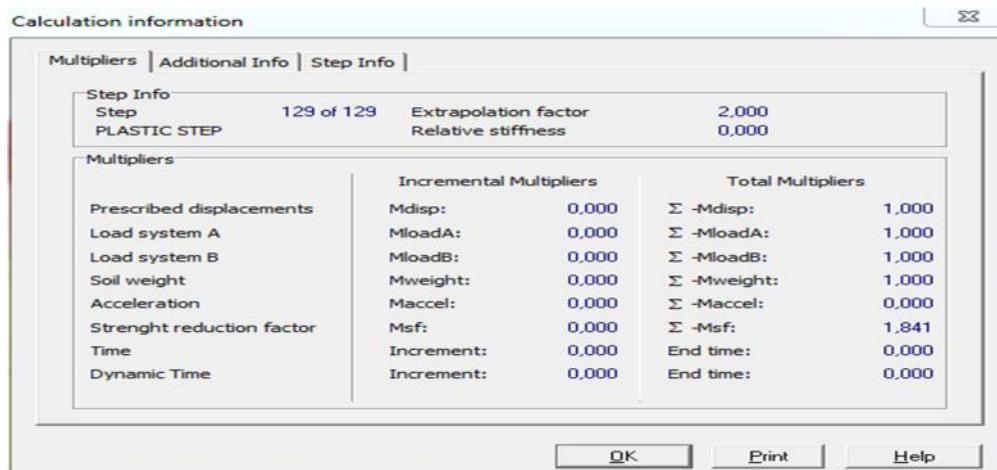 Calculation information
Multipliers Additional Info Step Info
Step Info
Step 129 of 129 Extrapolation factor 2,000
PLASTIC STEP Relative stiffness 0,000
Multipliers
Incremental Multipliers Total Multipliers
Prescribed displacements Mdisp: 0,000 Σ -Mdisp: 1,000
Load system A MloadA: 0,000 Σ -MloadA: 1,000
Load system B MloadB: 0,000 Σ -MloadB: 1,000
Soil weight Mweight: 0,000 Σ -Mweight: 1,000
Acceleration Maccel: 0,000 Σ -Maccel: 0,000
Strenght reduction factor Msf: 0,000 Σ -Msf: 1,841
Time Increment: 0,000 End time: 0,000
Dynamic Time Increment: 0,000 End time: 0,000
OK Print Help